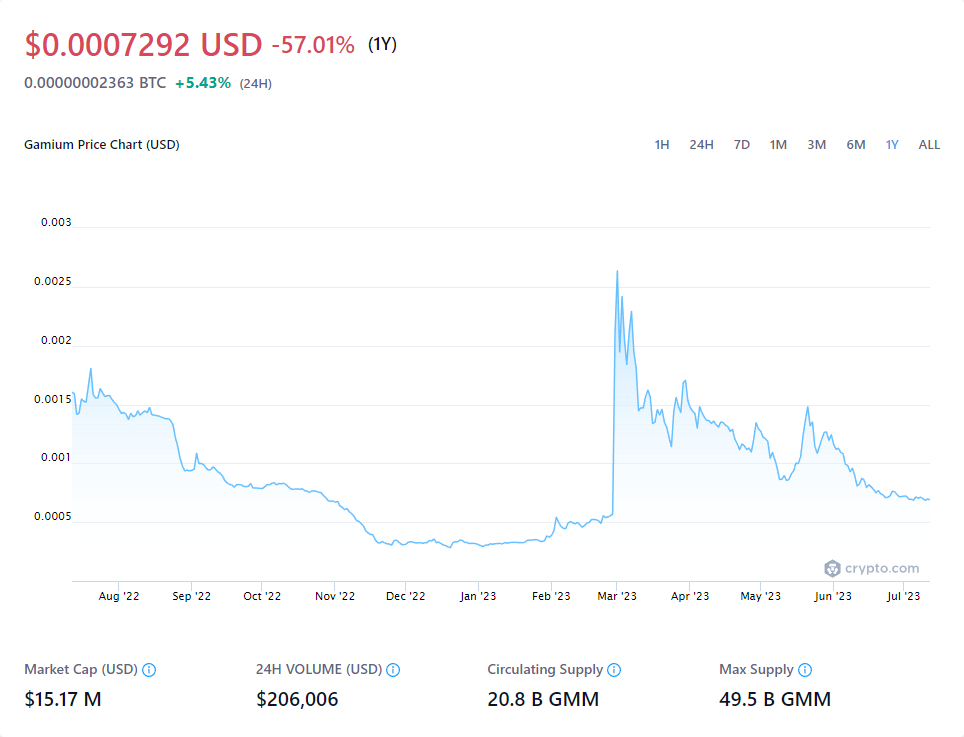 $0.0007292 USD -57.01% (1Y)
0.00000002363 BTC +5.43% (24H)
Gamium Price Chart (USD) 1H 24H 7D 1M 3M 6M 1Y ALL
0.003
0.0025
0.002
0.0015
0.001
0.0005
crypto.com
Aug '22 Sep '22 Oct '22 Nov '22 Dec '22 Jan '23 Feb '23 Mar '23 Apr '23 May '23 Jun '23 Jul '23
Market Cap (USD) 24H VOLUME (USD) Circulating Supply Max Supply
$15.17 M $206,006 20.8 B GMM 49.5 B GMM